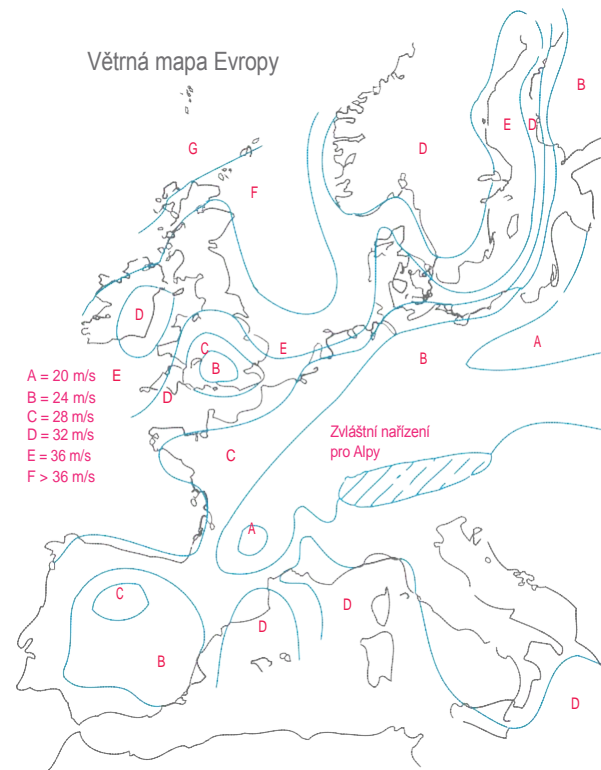 Větrná mapa Evropy
B
E
D
D
G
F
D
E
C
B
D
A
B
A = 20 m/s
B = 24 m/s
C = 28 m/s
D = 32 m/s
E = 36 m/s
F > 36 m/s
E
Zvláštní nařízení
pro Alpy
C
A
C
D
D
B
D